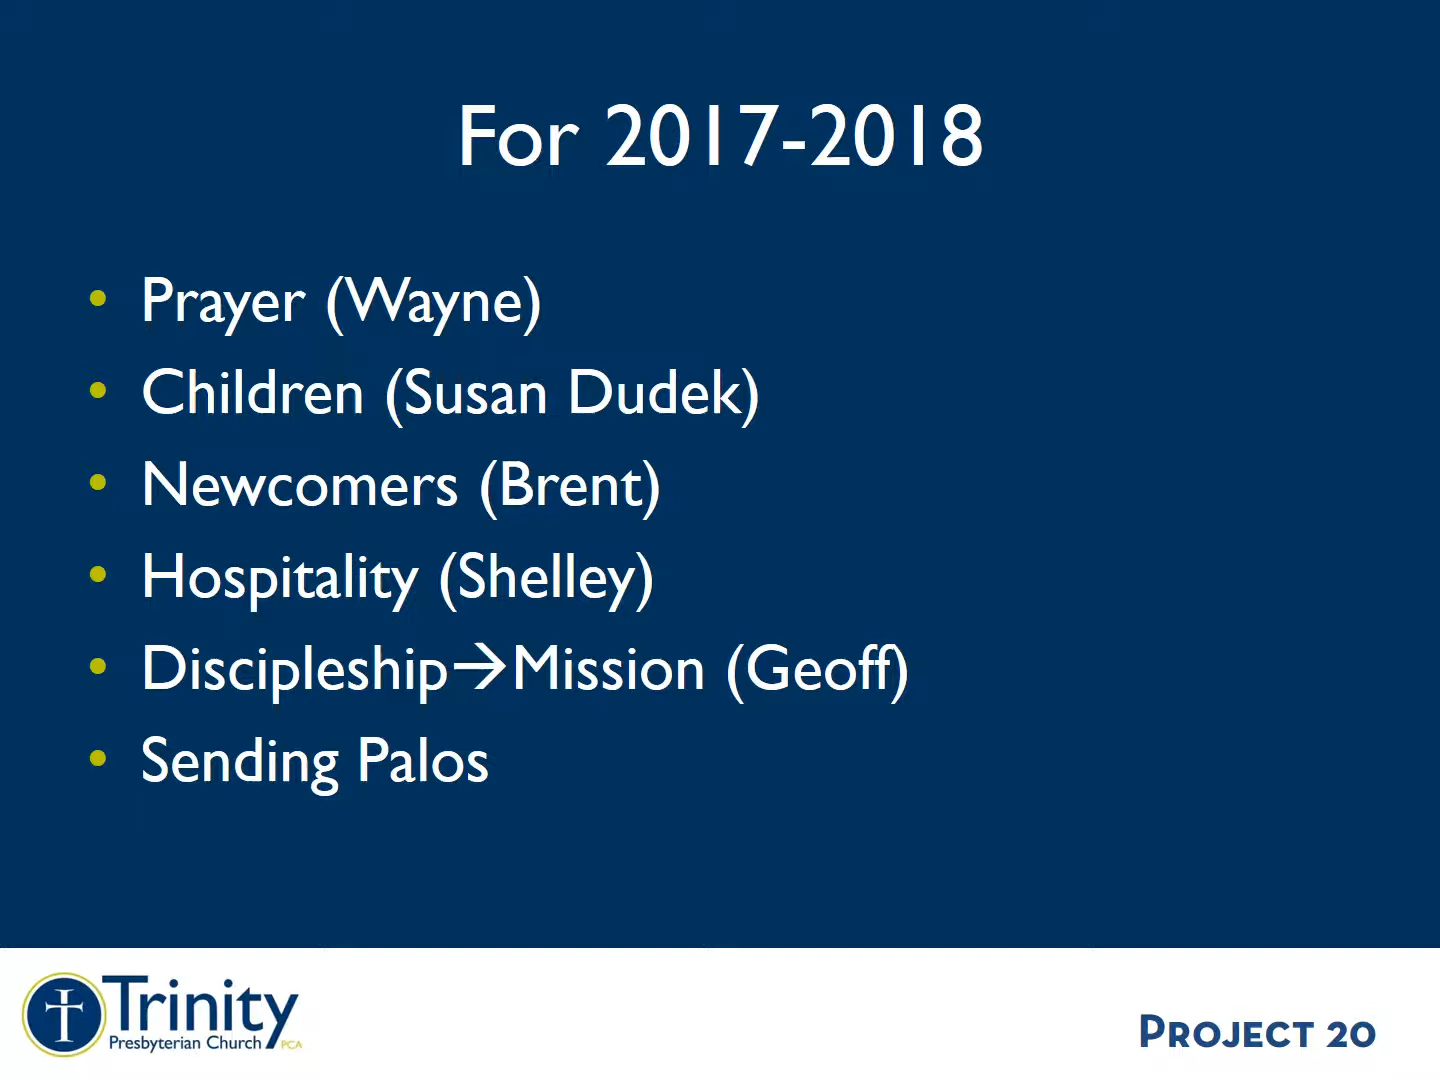 For 2017-2018
• Prayer (Wayne)
• Children (Susan Dudek)
• Newcomers (Brent)
• Hospitality (Shelley)
• Discipleship→Mission (Geoff)
• Sending Palos
Trinity
Presbyterian Church PCA
PROJECT 20